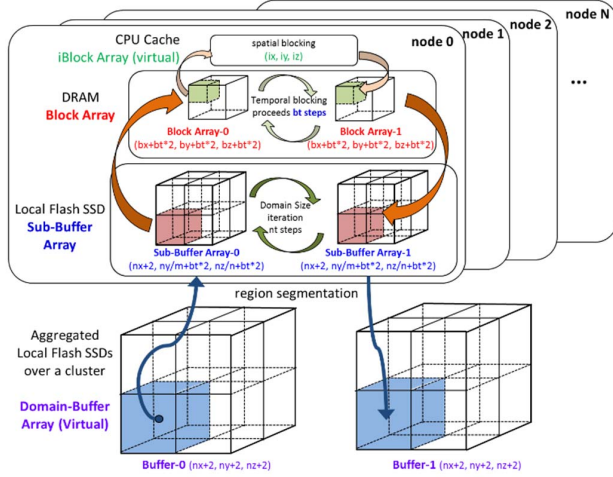 node N
node 2
node 1
node 0
CPU Cache
iBlock Array (virtual)
spatial blocking
(ix, iy, iz)
...
DRAM
Block Array
Temporal blocking
proceeds bt steps
Block Array-0
(bx+bt*2, by+bt*2, bz+bt*2)
Block Array-1
(bx+bt*2, by+bt*2, bz+bt*2)
Local Flash SSD
Sub-Buffer
Array
Domain Size
iteration
nt steps
Sub-Buffer Array-0
(nx+2, ny/m+bt*2, nz/n+bt*2)
Sub-Buffer Array-1
(nx+2, ny/m+bt*2, nz/n+bt*2)
region segmentation
Aggregated
Local Flash SSDs
over a cluster
Domain-Buffer
Array (Virtual)
Buffer-0 (nx+2, ny+2, nz+2)
Buffer-1 (nx+2, ny+2, nz+2)